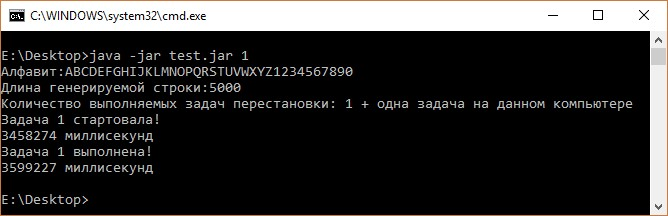 C:\WINDOWS\system32\cmd.exe
E:\Desktop>java -jar test.jar 1
Алфавит:ABCDEFGHIJKLMNOPQRSTUVWXYZ1234567890
Длина генерируемой строки:5000
Количество выполняемых задач перестановки: 1 + одна задача на данном компьютере
Задача 1 стартовала!
3458274 миллисекунд
Задача 1 выполнена!
3599227 миллисекунд
E:\Desktop>